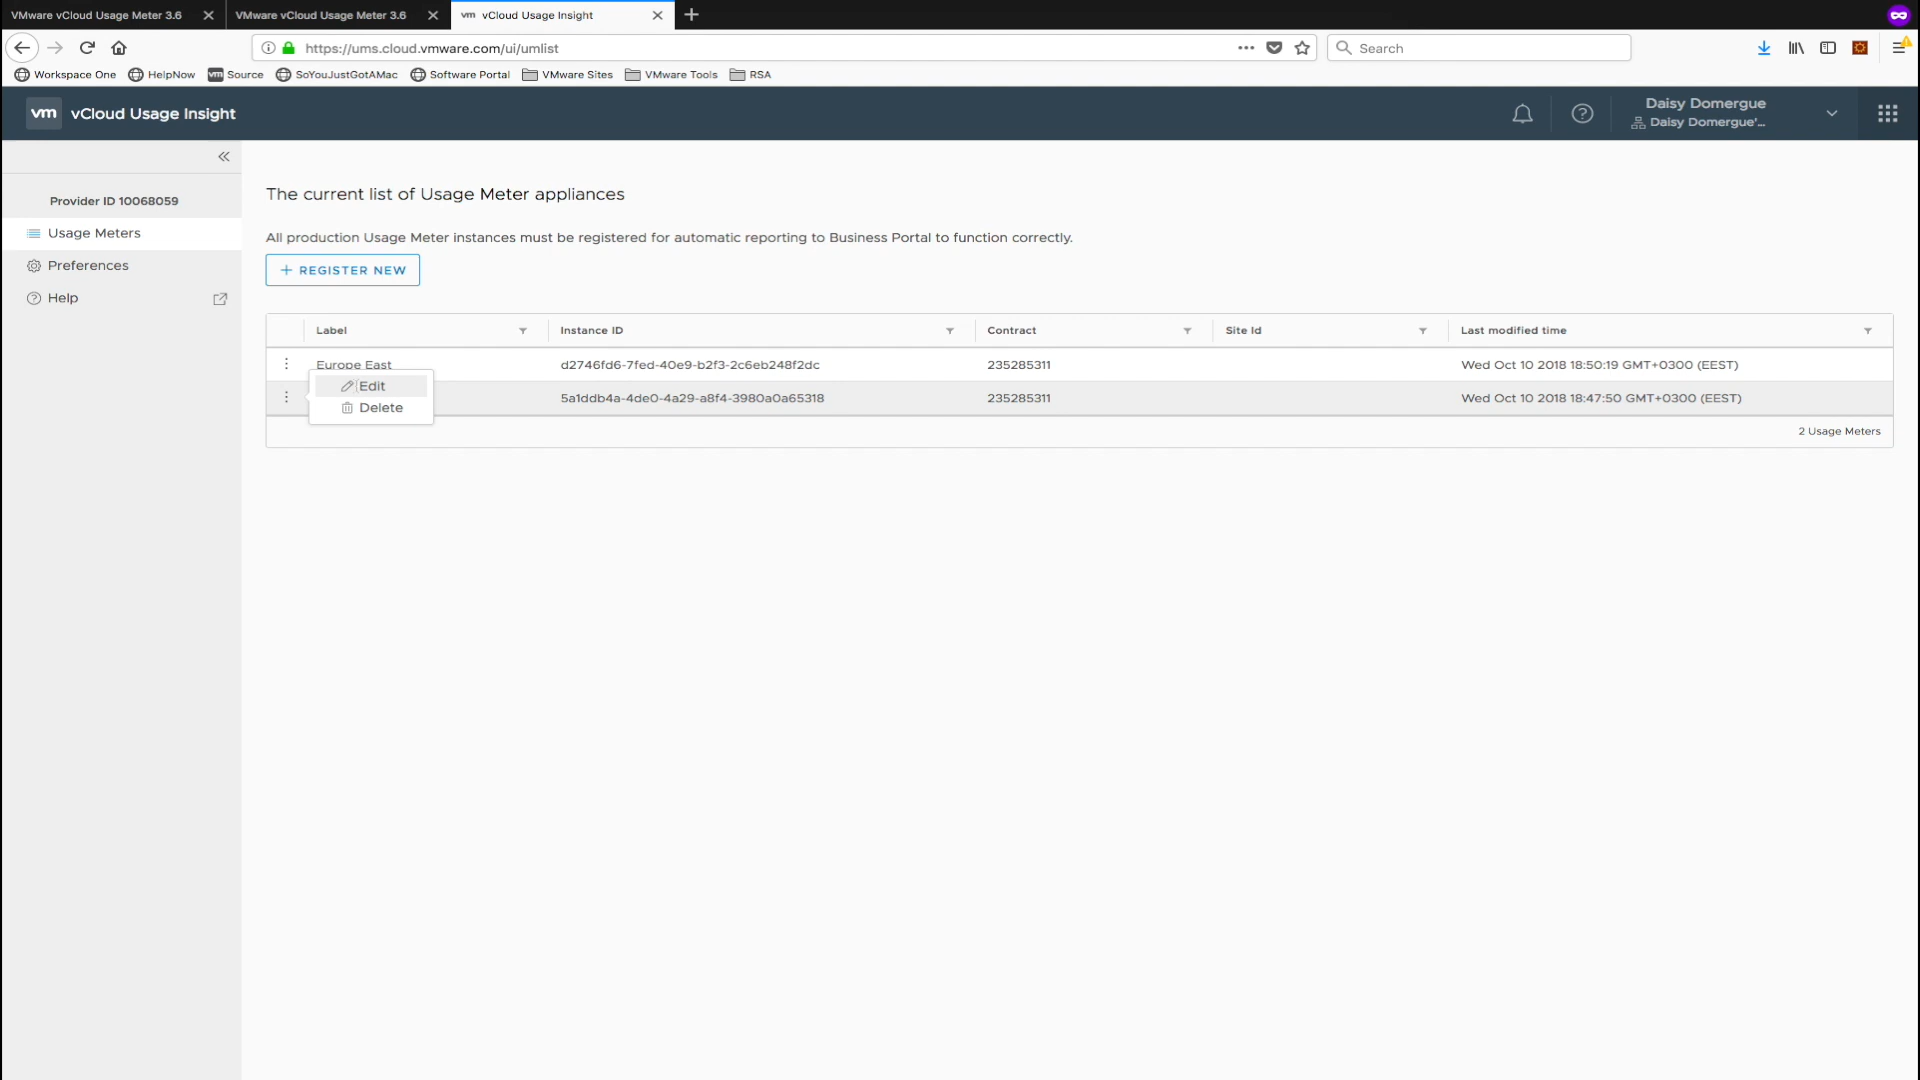 VMware vCloud Usage Meter 3.6
VMware vCloud Usage Meter 3.6
vm vCloud Usage Insight
https://ums.cloud.vmware.com/ui/umlist
Search
Workspace One
HelpNow
vm Source
SoYouJustGotAMac
Software Portal
VMware Sites
VMware Tools
RSA
vm vCloud Usage Insight
Daisy Domergue
Daisy Domergue'...
Provider ID 10068059
Usage Meters
Preferences
Help
The current list of Usage Meter appliances
All production Usage Meter instances must be registered for automatic reporting to Business Portal to function correctly.
+ REGISTER NEW
Label Instance ID Contract Site Id Last modified time
Europe East d2746fd6-7fed-40e9-b2f3-2c6eb248f2dc 235285311 Wed Oct 10 2018 18:50:19 GMT+0300 (EEST)
Edit
5a1ddb4a-4de0-4a29-a8f4-3980a0a65318 235285311 Wed Oct 10 2018 18:47:50 GMT+0300 (EEST)
Delete
2 Usage Meters